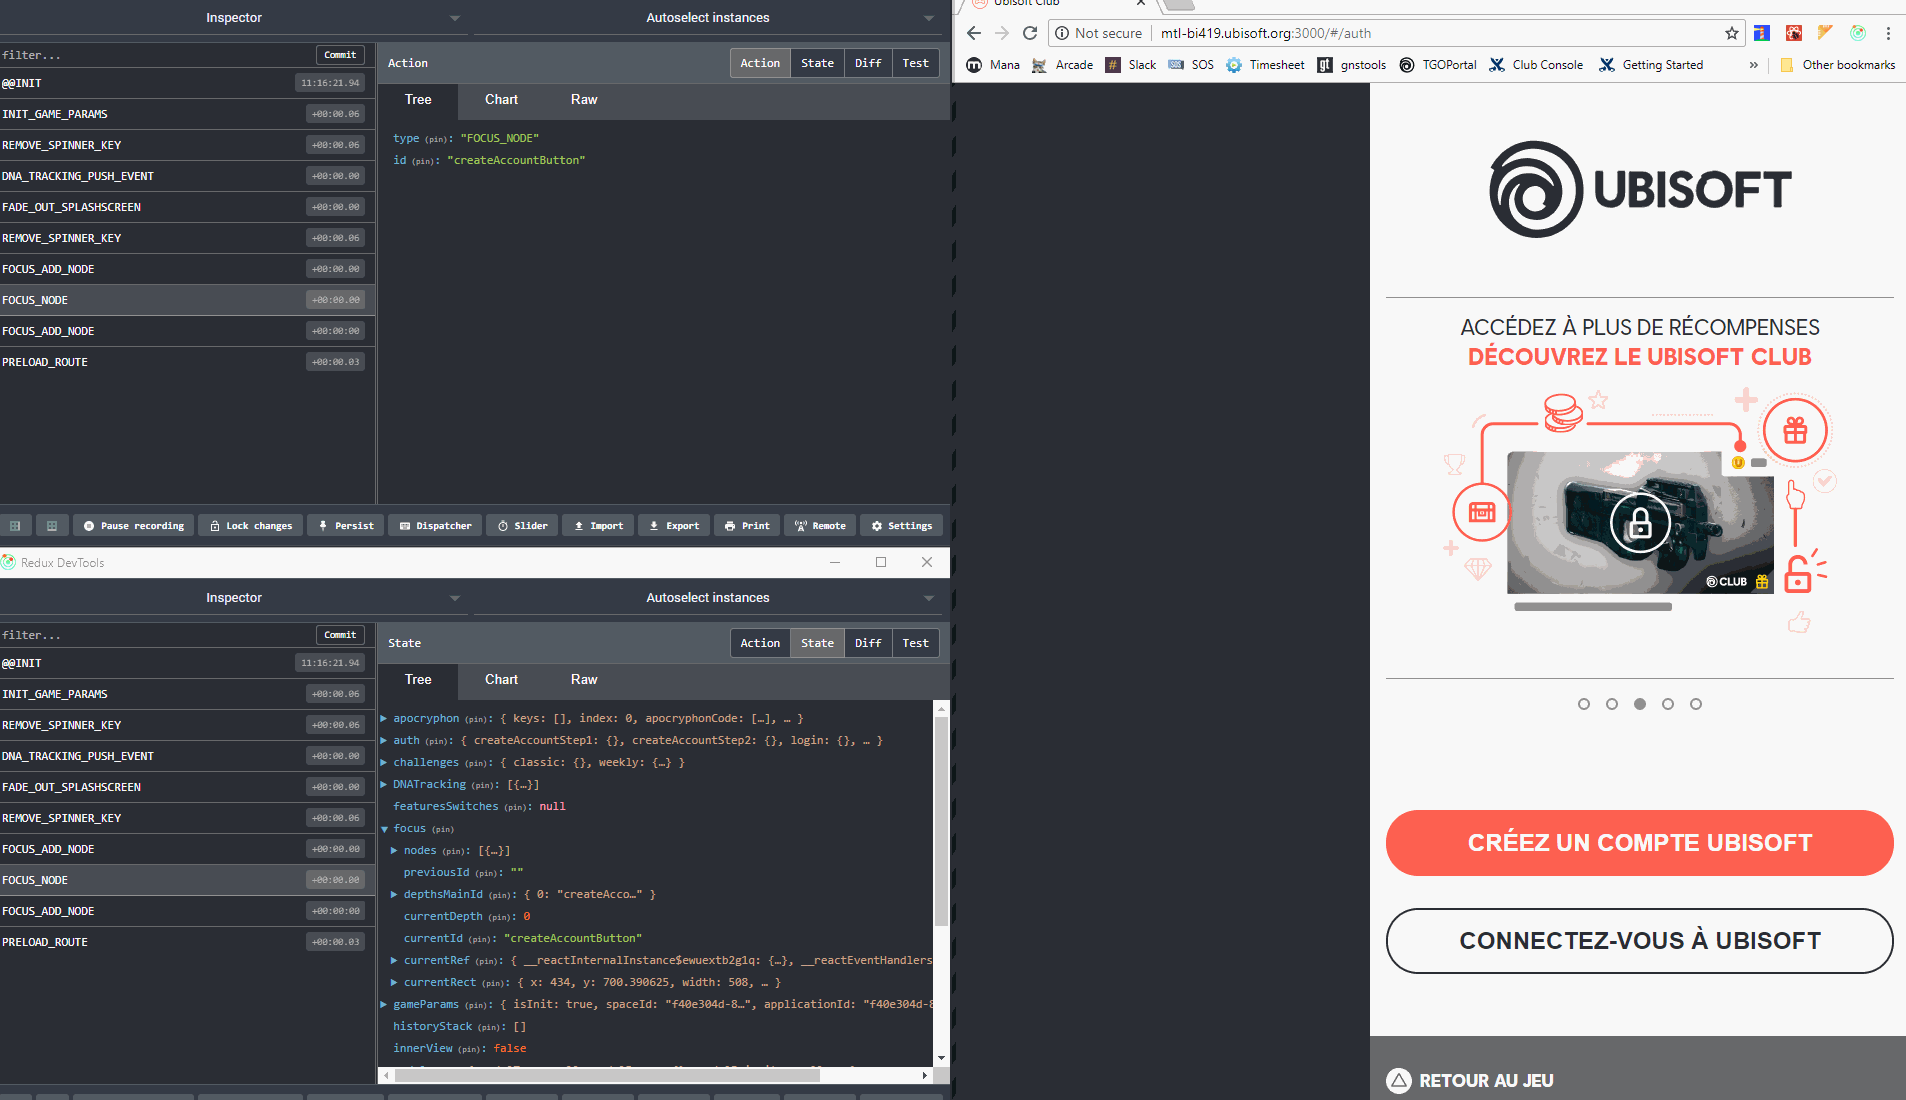 Inspector
Autoselect instances
filter...
Commit
@@INIT
11:16:21.94
INIT_GAME_PARAMS
+00:00.06
REMOVE_SPINNER_KEY
+00:00.06
DNA_TRACKING_PUSH_EVENT
+00:00.00
FADE_OUT_SPLASHSCREEN
+00:00.00
REMOVE_SPINNER_KEY
+00:00.06
FOCUS_ADD_NODE
+00:00.00
FOCUS_NODE
+00:00.00
FOCUS_ADD_NODE
+00:00:00
PRELOAD_ROUTE
+00:00.03
Action
Action State Diff Test
Tree Chart Raw
type (pin): "FOCUS_NODE"
id (pin): "createAccountButton"
Pause recording Lock changes Persist Dispatcher Slider Import Export Print Remote Settings
Redux DevTools
Inspector
Autoselect instances
filter...
Commit
@@INIT
11:16:21.94
INIT_GAME_PARAMS
+00:00.06
REMOVE_SPINNER_KEY
+00:00.06
DNA_TRACKING_PUSH_EVENT
+00:00.00
FADE_OUT_SPLASHSCREEN
+00:00.00
REMOVE_SPINNER_KEY
+00:00.06
FOCUS_ADD_NODE
+00:00.00
FOCUS_NODE
+00:00.00
FOCUS_ADD_NODE
+00:00:00
PRELOAD_ROUTE
+00:00.03
State
Action State Diff Test
Tree Chart Raw
apocryphon (pin): { keys: [], index: 0, apocryphonCode: […], … }
auth (pin): { createAccountStep1: {}, createAccountStep2: {}, login: {}, … }
challenges (pin): { classic: {}, weekly: {…} }
DNATracking (pin): [{…}]
featuresSwitches (pin): null
focus (pin)
nodes (pin): [{…}]
previousId (pin): ""
depthsMainId (pin): { 0: "createAcco…" }
currentDepth (pin): 0
currentId (pin): "createAccountButton"
currentRef (pin): { __reactInternalInstance$ewuextb2g1q: {…}, __reactEventHandlers
currentRect (pin): { x: 434, y: 700.390625, width: 508, … }
gameParams (pin): { isInit: true, spaceId: "f40e304d-8…", applicationId: "f40e304d-8
historyStack (pin): []
innerView (pin): false
Ubisoft Club
Not secure
mtl-bi419.ubisoft.org:3000/#/auth
Mana Arcade Slack SOS Timesheet gnstools TGOPortal Club Console Getting Started » Other bookmarks
UBISOFT
ACCÉDEZ À PLUS DE RÉCOMPENSES
DÉCOUVREZ LE UBISOFT CLUB
CLUB
CRÉEZ UN COMPTE UBISOFT
CONNECTEZ-VOUS À UBISOFT
RETOUR AU JEU